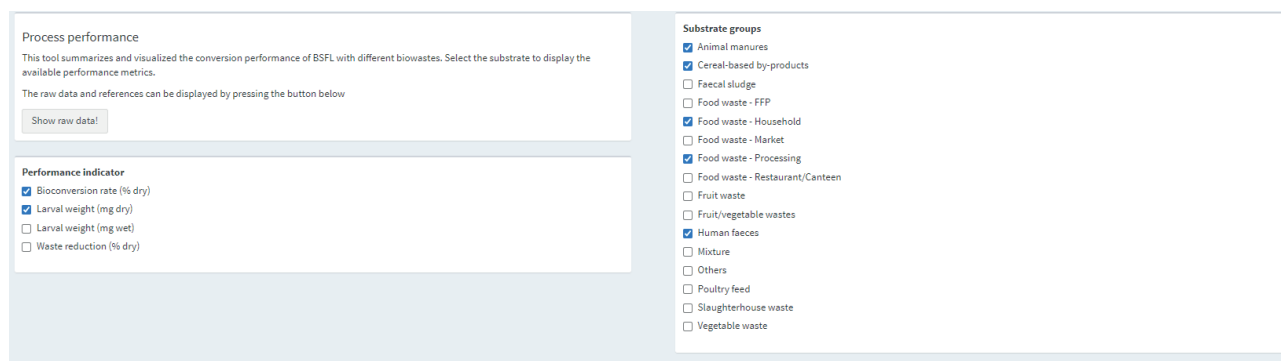 Process performance
This tool summarizes and visualized the conversion performance of BSFL with different biowastes. Select the substrate to display the
available performance metrics.
The raw data and references can be displayed by pressing the button below
Show raw data!
Performance indicator
Bioconversion rate (% dry)
Larval weight (mg dry)
Larval weight (mg wet)
Waste reduction (% dry)
Substrate groups
Animal manures
Cereal-based by-products
Faecal sludge
Food waste - FFP
Food waste - Household
Food waste - Market
Food waste - Processing
Food waste - Restaurant/Canteen
Fruit waste
Fruit/vegetable wastes
Human faeces
Mixture
Others
Poultry feed
Slaughterhouse waste
Vegetable waste